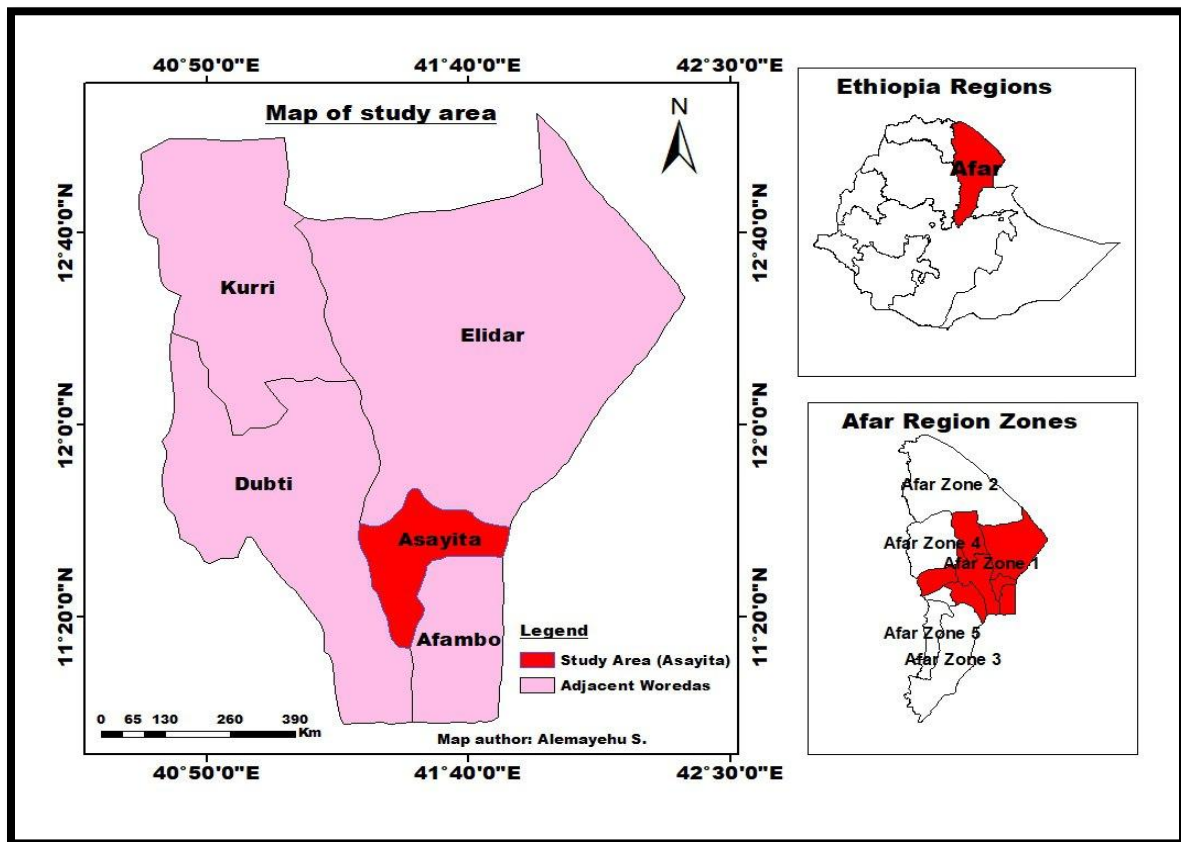 40°50'0"E 41°40'0"E 42°30'0"E
Map of study area
N
12°40'0"N
12°40'0"N
Kurri
Elidar
12°0'0"N
12°0'0"N
Dubti
Asayita
11°20'0"N
11°20'0"N
Afambo
Legend
Study Area (Asayita)
Adjacent Woredas
0 65 130 260 390
Km
Map author: Alemayehu S.
40°50'0"E 41°40'0"E 42°30'0"E
Ethiopia Regions
Afar
Afar Region Zones
Afar Zone 2
Afar Zone 4
Afar Zone 1
Afar Zone 5
Afar Zone 3